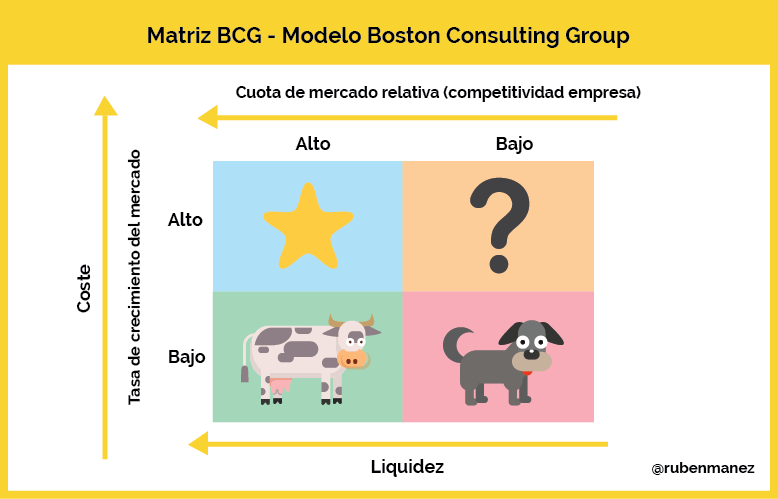 Matriz BCG - Modelo Boston Consulting Group
Cuota de mercado relativa (competitividad empresa)
Alto
Bajo
Coste
Tasa de crecimiento del mercado
Alto
?
Bajo
Liquidez
@rubenmanez